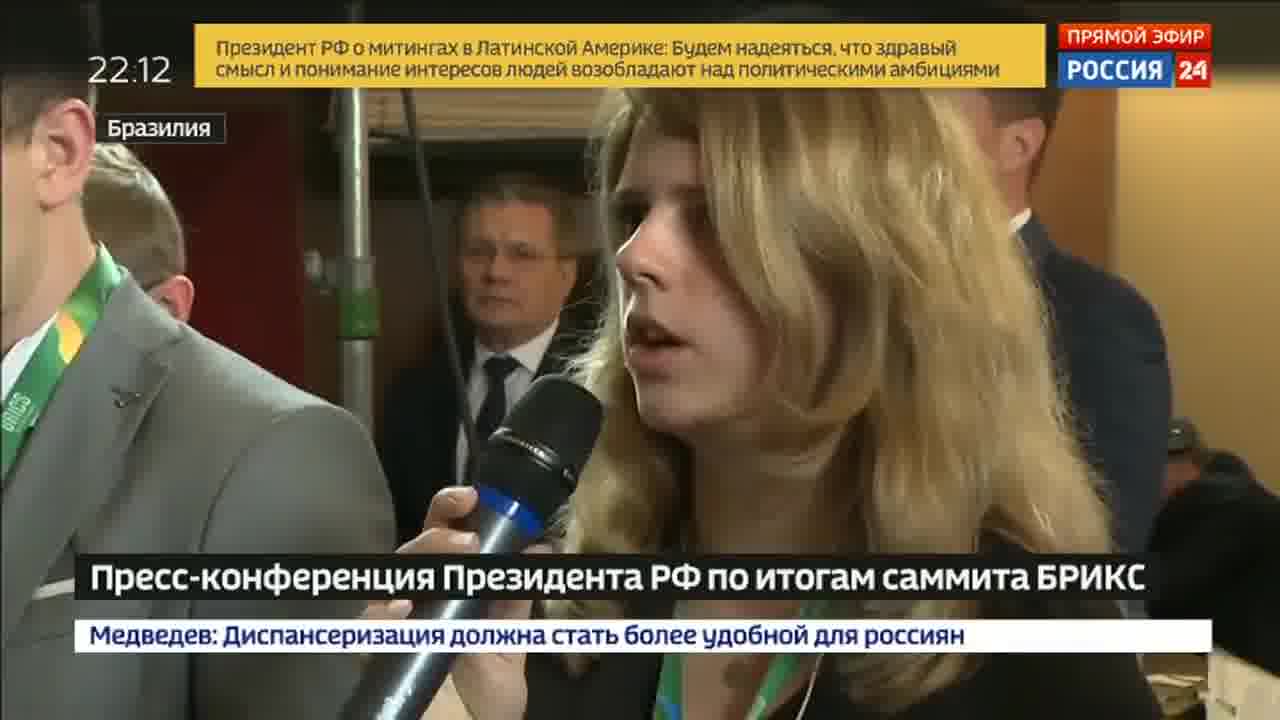 22:12
Президент РФ о митингах в Латинской Америке: Будем надеяться, что здравый
смысл и понимание интересов людей возобладают над политическими амбициями
ПРЯМОЙ ЭФИР
РОССИЯ 24
Бразилия
BRICS
Пресс-конференция Президента РФ по итогам саммита БРИКС
Медведев: Диспансеризация должна стать более удобной для россиян